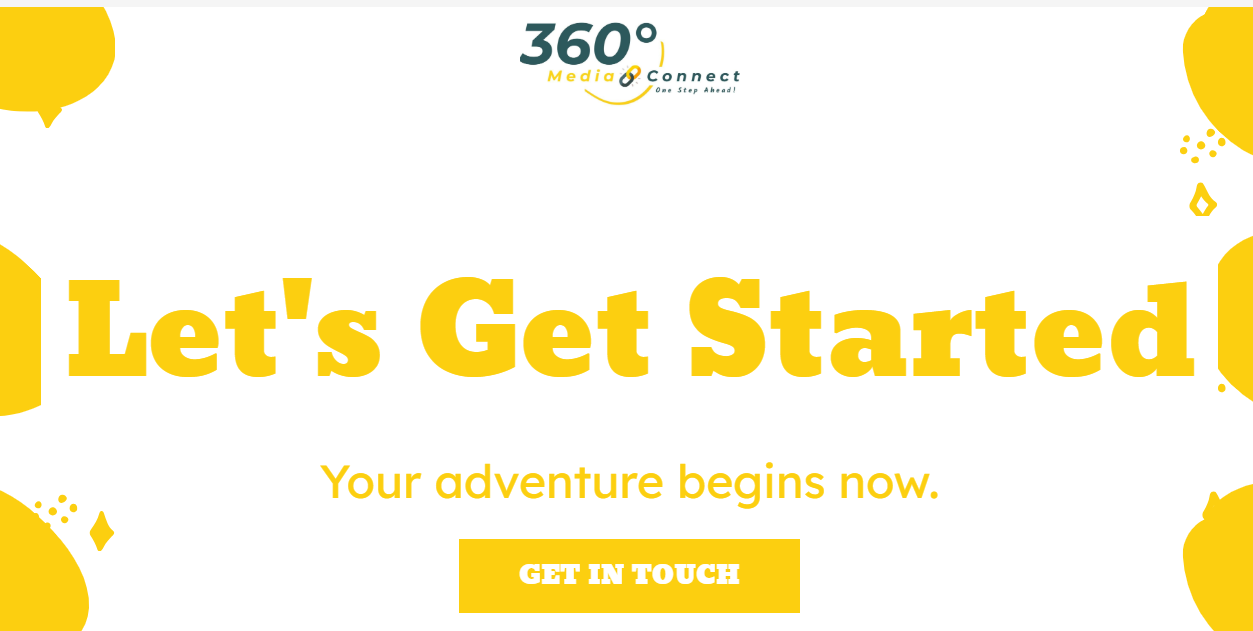 360°
Media Connect
One Step Ahead!
Let's Get Started
Your adventure begins now.
GET IN TOUCH